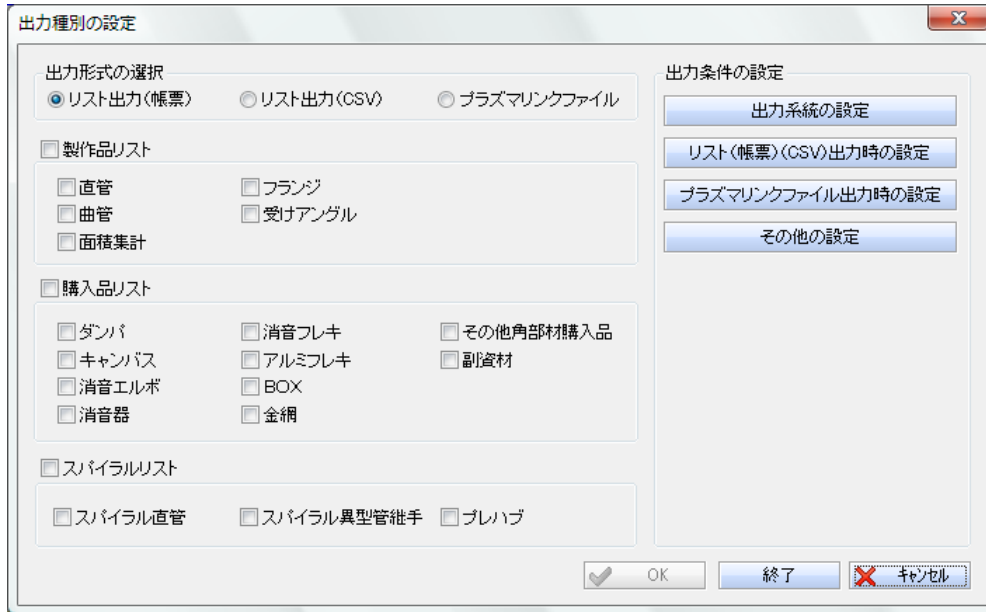 出力種別の設定
出力形式の選択
リスト出力(帳票) リスト出力(CSV) プラズマリンクファイル
製作品リスト
直管 フランジ
曲管 受けアングル
面積集計
購入品リスト
ダンパ 消音フレキ その他角部材購入品
キャンバス アルミフレキ 副資材
消音エルボ BOX
消音器 金網
スパイラルリスト
スパイラル直管 スパイラル異型管継手 プレハブ
出力条件の設定
出力系統の設定
リスト(帳票)(CSV)出力時の設定
プラズマリンクファイル出力時の設定
その他の設定
OK 終了 キャンセル